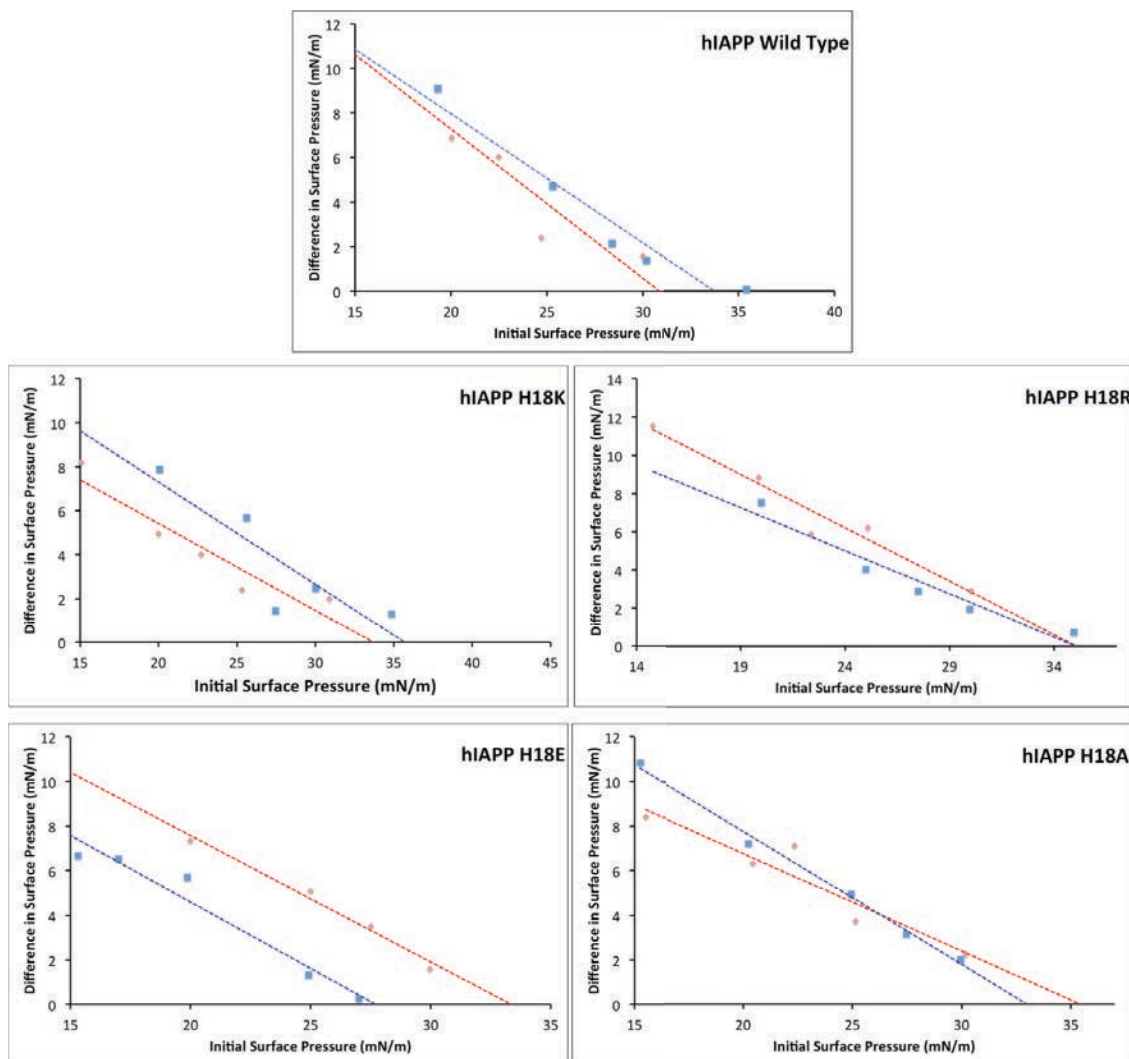 hIAPP Wild Type
Difference in Surface Pressure (mN/m)
12
10
8
6
4
2
0
15 20 25 30 35 40
Initial Surface Pressure (mN/m)
hIAPP H18K
Difference in Surface Pressure (mN/m)
12
10
8
6
4
2
0
15 20 25 30 35 40 45
Initial Surface Pressure (mN/m)
hIAPP H18R
Difference in Surface Pressure (mN/m)
14
12
10
8
6
4
2
0
14 19 24 29 34
Initial Surface Pressure (mN/m)
hIAPP H18E
Difference in Surface Pressure (mN/m)
12
10
8
6
4
2
0
15 20 25 30 35
Initial Surface Pressure (mN/m)
hIAPP H18A
Difference in Surface Pressure (mN/m)
12
10
8
6
4
2
0
15 20 25 30 35
Initial Surface Pressure (mN/m)